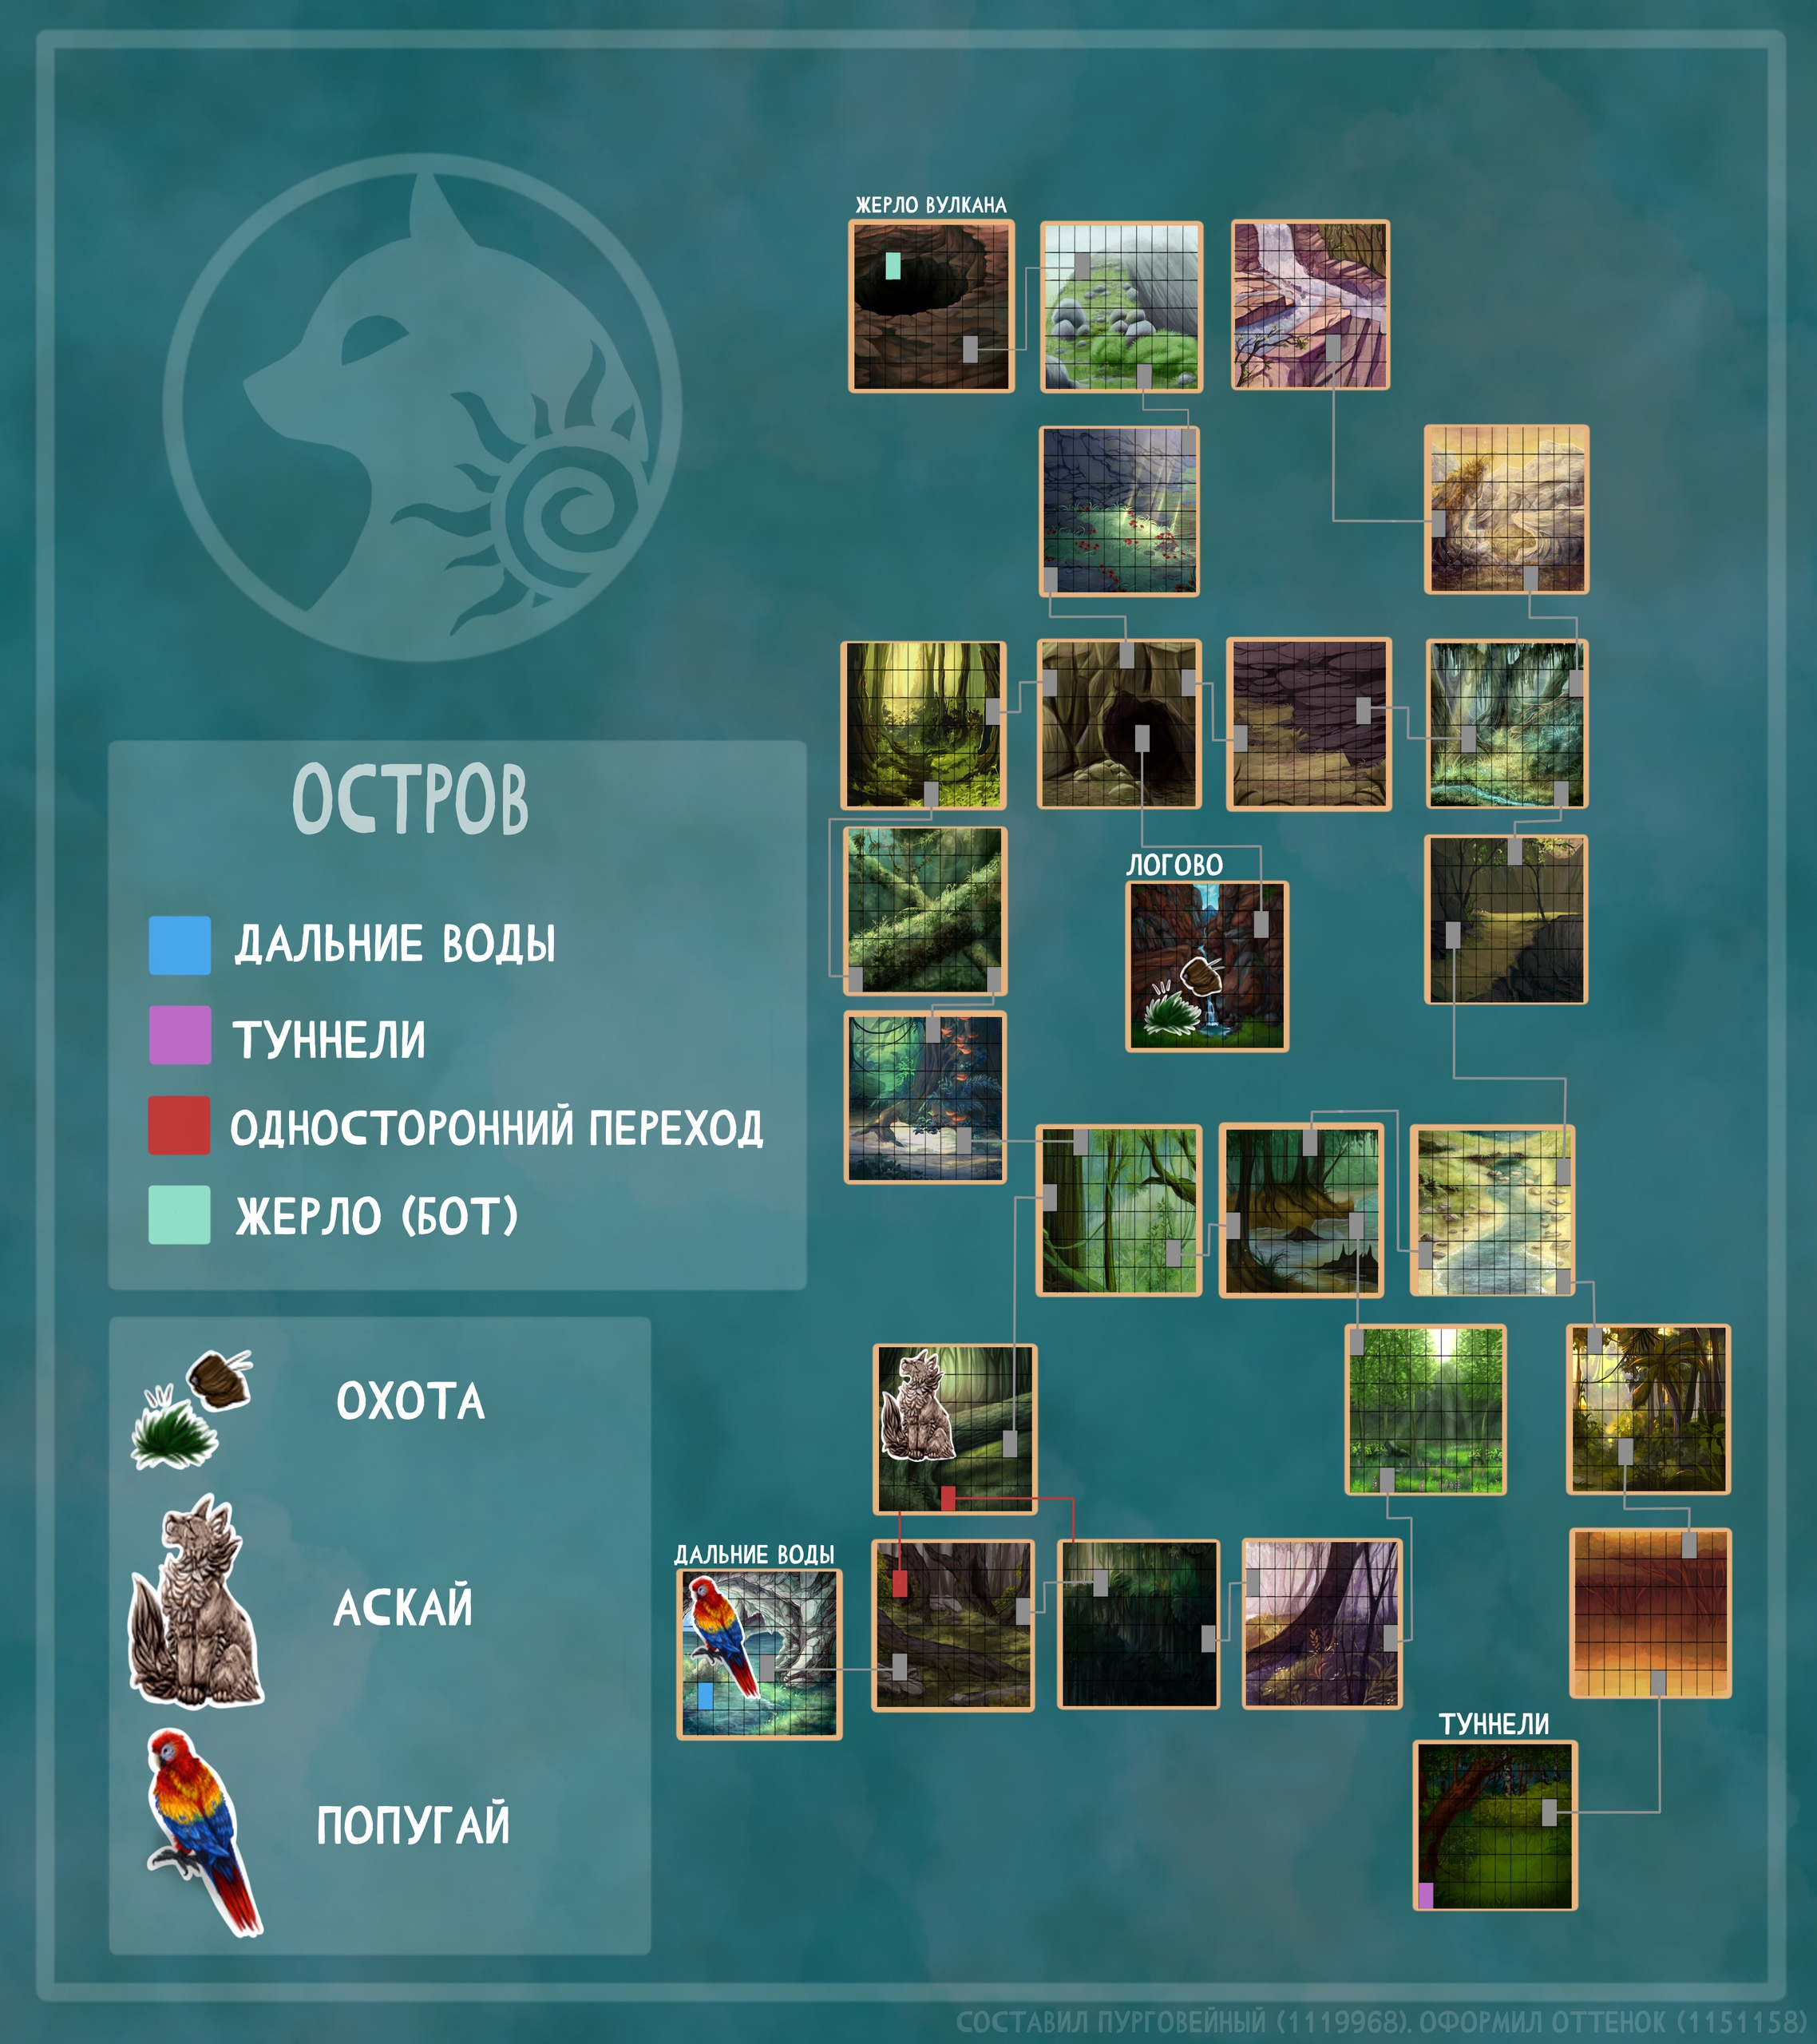 ЖЕРЛО ВУЛКАНА
ОСТРОВ
ДАЛЬНИЕ ВОДЫ
ТУННЕЛИ
ОДНОСТОРОННИЙ ПЕРЕХОД
ЖЕРЛО (БОТ)
ЛОГОВО
ОХОТА
АСКАЙ
ПОПУГАЙ
ДАЛЬНИЕ ВОДЫ
ТУННЕЛИ
СОСТАВИЛ ПУРГОВЕЙНЫЙ (1119968). ОФОРМИЛ ОТТЕНОК (1151158)